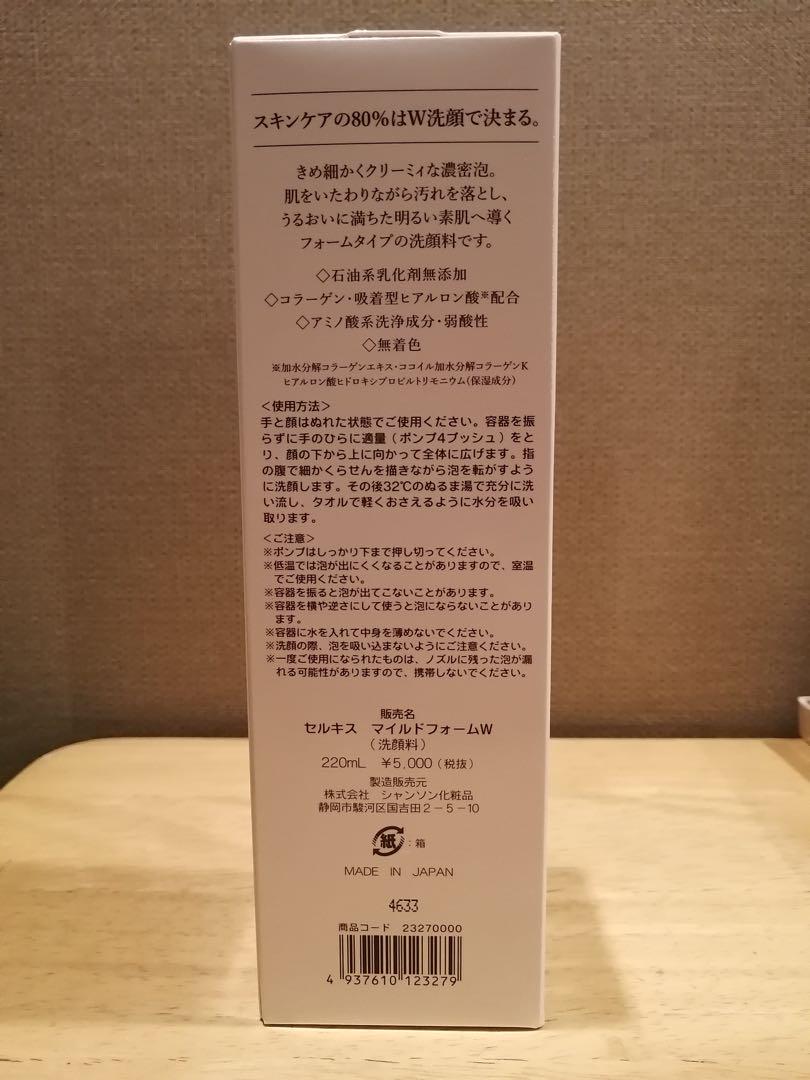 スキンケアの80%はW洗顔で決まる。
きめ細かくクリーミィな濃密泡。
肌をいたわりながら汚れを落とし、
うるおいに満ちた明るい素肌へ導く
フォームタイプの洗顔料です。
◇石油系乳化剤無添加
◇コラーゲン・吸着型ヒアルロン酸※配合
◇アミノ酸系洗浄成分・弱酸性
◇無着色
※加水分解コラーゲンエキス・ココイル加水分解コラーゲンK
ヒアルロン酸ヒドロキシプロピルトリモニウム(保湿成分)
＜使用方法＞
手と顔はぬれた状態でご使用ください。容器を振
らずに手のひらに適量(ポンプ4プッシュ)をと
り、顔の下から上に向かって全体に広げます。指
の腹で細かくらせんを描きながら泡を転がすよう
に洗顔します。その後32℃のぬるま湯で充分に洗
い流し、タオルで軽くおさえるように水分を吸い
取ります。
＜ご注意＞
※ポンプはしっかり下まで押し切ってください。
※低温では泡が出にくくなることがありますので、室温
でご使用ください。
※容器を振ると泡が出てこないことがあります。
※容器を横や逆さにして使うと泡にならないことがあり
ます。
※容器に水を入れて中身を薄めないでください。
※洗顔の際、泡を吸い込まないようにご注意ください。
※一度ご使用になられたものは、ノズルに残った泡が漏
れる可能性がありますので、携帯しないでください。
販売名
セルキス マイルドフォームW
(洗顔料)
220mL ￥5,000(税抜)
製造販売元
株式会社 シャンソン化粧品
静岡市駿河区国吉田2－5－10
紙:箱
MADE IN JAPAN
4633
商品コード 23270000
4 937610 123279